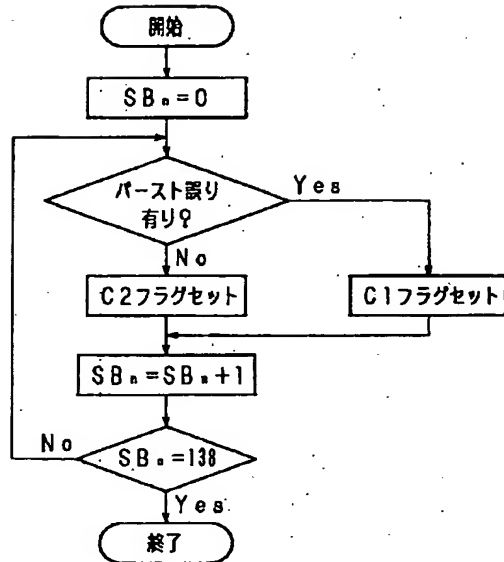 開始
SBn=0
バースト誤り
有り?
Yes
No
C2フラグセット
C1フラグセット
SBn=SBn+1
No
SBn=138
Yes
終了